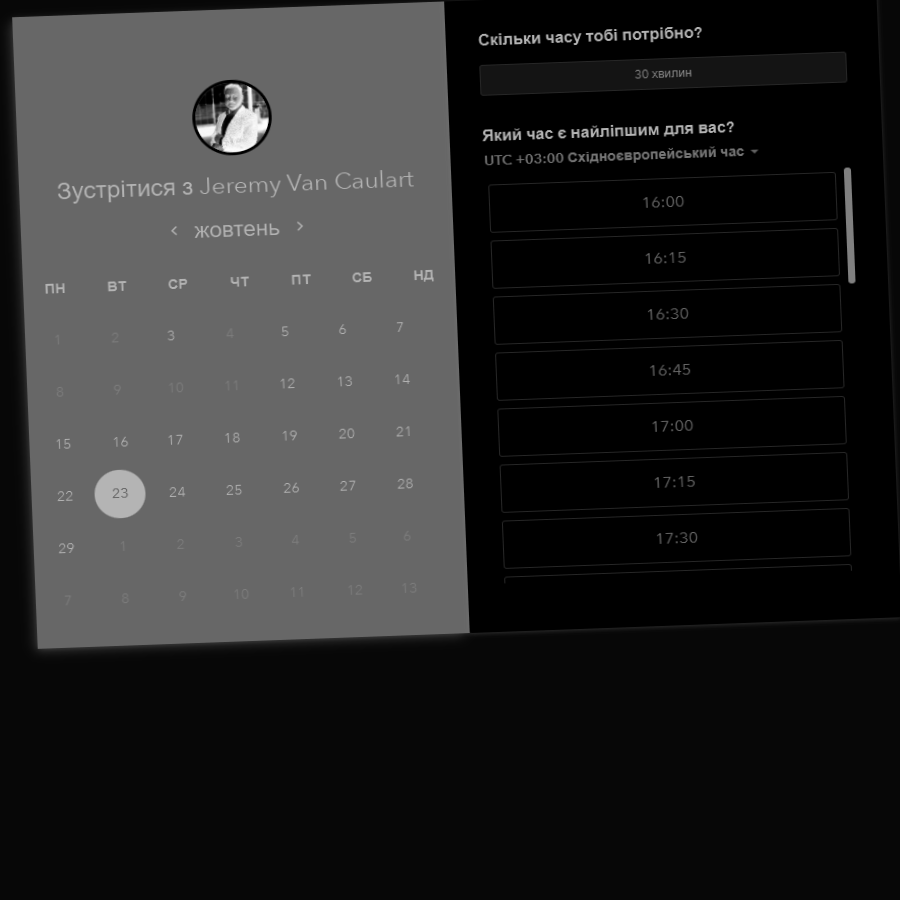 Зустрітися з Jeremy Van Caulart
‹ жовтень ›
ПН ВТ СР ЧТ ПТ СБ НД
1 2 3 4 5 6 7
8 9 10 11 12 13 14
15 16 17 18 19 20 21
22 23 24 25 26 27 28
29 1 2 3 4 5 6
7 8 9 10 11 12 13
Скільки часу тобі потрібно?
30 хвилин
Який час є найліпшим для вас?
UTC +03:00 Східноєвропейський час
16:00
16:15
16:30
16:45
17:00
17:15
17:30